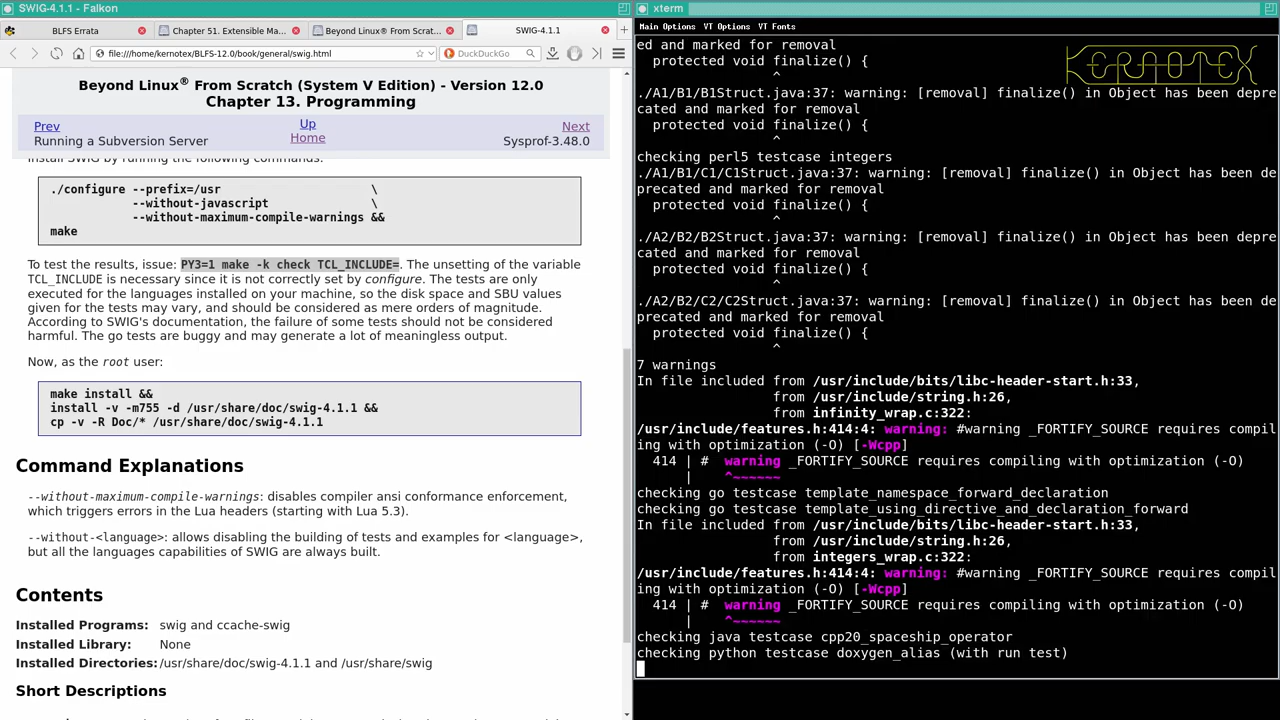 SWIG-4.1.1 - Falkon
BLFS Errata
Chapter 51. Extensible Ma...
Beyond Linux® From Scrat...
SWIG-4.1.1
file:///home/kernotex/BLFS-12.0/book/general/swig.html
DuckDuckGo
Beyond Linux® From Scratch (System V Edition) - Version 12.0
Chapter 13. Programming
Prev
Up
Next
Running a Subversion Server
Home
Sysprof-3.48.0
Install SWIG by running the following commands:
./configure --prefix=/usr \
--without-javascript \
--without-maximum-compile-warnings &&
make
To test the results, issue: PY3=1 make -k check TCL_INCLUDE=. The unsetting of the variable
TCL_INCLUDE is necessary since it is not correctly set by configure. The tests are only
executed for the languages installed on your machine, so the disk space and SBU values
given for the tests may vary, and should be considered as mere orders of magnitude.
According to SWIG's documentation, the failure of some tests should not be considered
harmful. The go tests are buggy and may generate a lot of meaningless output.
Now, as the root user:
make install &&
install -v -m755 -d /usr/share/doc/swig-4.1.1 &&
cp -v -R Doc/* /usr/share/doc/swig-4.1.1
Command Explanations
--without-maximum-compile-warnings: disables compiler ansi conformance enforcement,
which triggers errors in the Lua headers (starting with Lua 5.3).
--without-<language>: allows disabling the building of tests and examples for <language>,
but all the languages capabilities of SWIG are always built.
Contents
Installed Programs: swig and ccache-swig
Installed Library: None
Installed Directories: /usr/share/doc/swig-4.1.1 and /usr/share/swig
Short Descriptions
xterm
Main Options VT Options VT Fonts
KERNOTEX
ed and marked for removal
protected void finalize() {
^
./A1/B1/B1Struct.java:37: warning: [removal] finalize() in Object has been depre
cated and marked for removal
protected void finalize() {
^
checking perl5 testcase integers
./A1/B1/C1/C1Struct.java:37: warning: [removal] finalize() in Object has been de
precated and marked for removal
protected void finalize() {
^
./A2/B2/B2Struct.java:37: warning: [removal] finalize() in Object has been depre
cated and marked for removal
protected void finalize() {
^
./A2/B2/C2/C2Struct.java:37: warning: [removal] finalize() in Object has been de
precated and marked for removal
protected void finalize() {
^
7 warnings
In file included from /usr/include/bits/libc-header-start.h:33,
from /usr/include/string.h:26,
from infinity_wrap.c:322:
/usr/include/features.h:414:4: warning: #warning _FORTIFY_SOURCE requires compil
ing with optimization (-O) [-Wcpp]
414 | # warning _FORTIFY_SOURCE requires compiling with optimization (-O)
| ^~~~~~~
checking go testcase template_namespace_forward_declaration
checking go testcase template_using_directive_and_declaration_forward
In file included from /usr/include/bits/libc-header-start.h:33,
from /usr/include/string.h:26,
from integers_wrap.c:322:
/usr/include/features.h:414:4: warning: #warning _FORTIFY_SOURCE requires compil
ing with optimization (-O) [-Wcpp]
414 | # warning _FORTIFY_SOURCE requires compiling with optimization (-O)
| ^~~~~~~
checking java testcase cpp20_spaceship_operator
checking python testcase doxygen_alias (with run test)